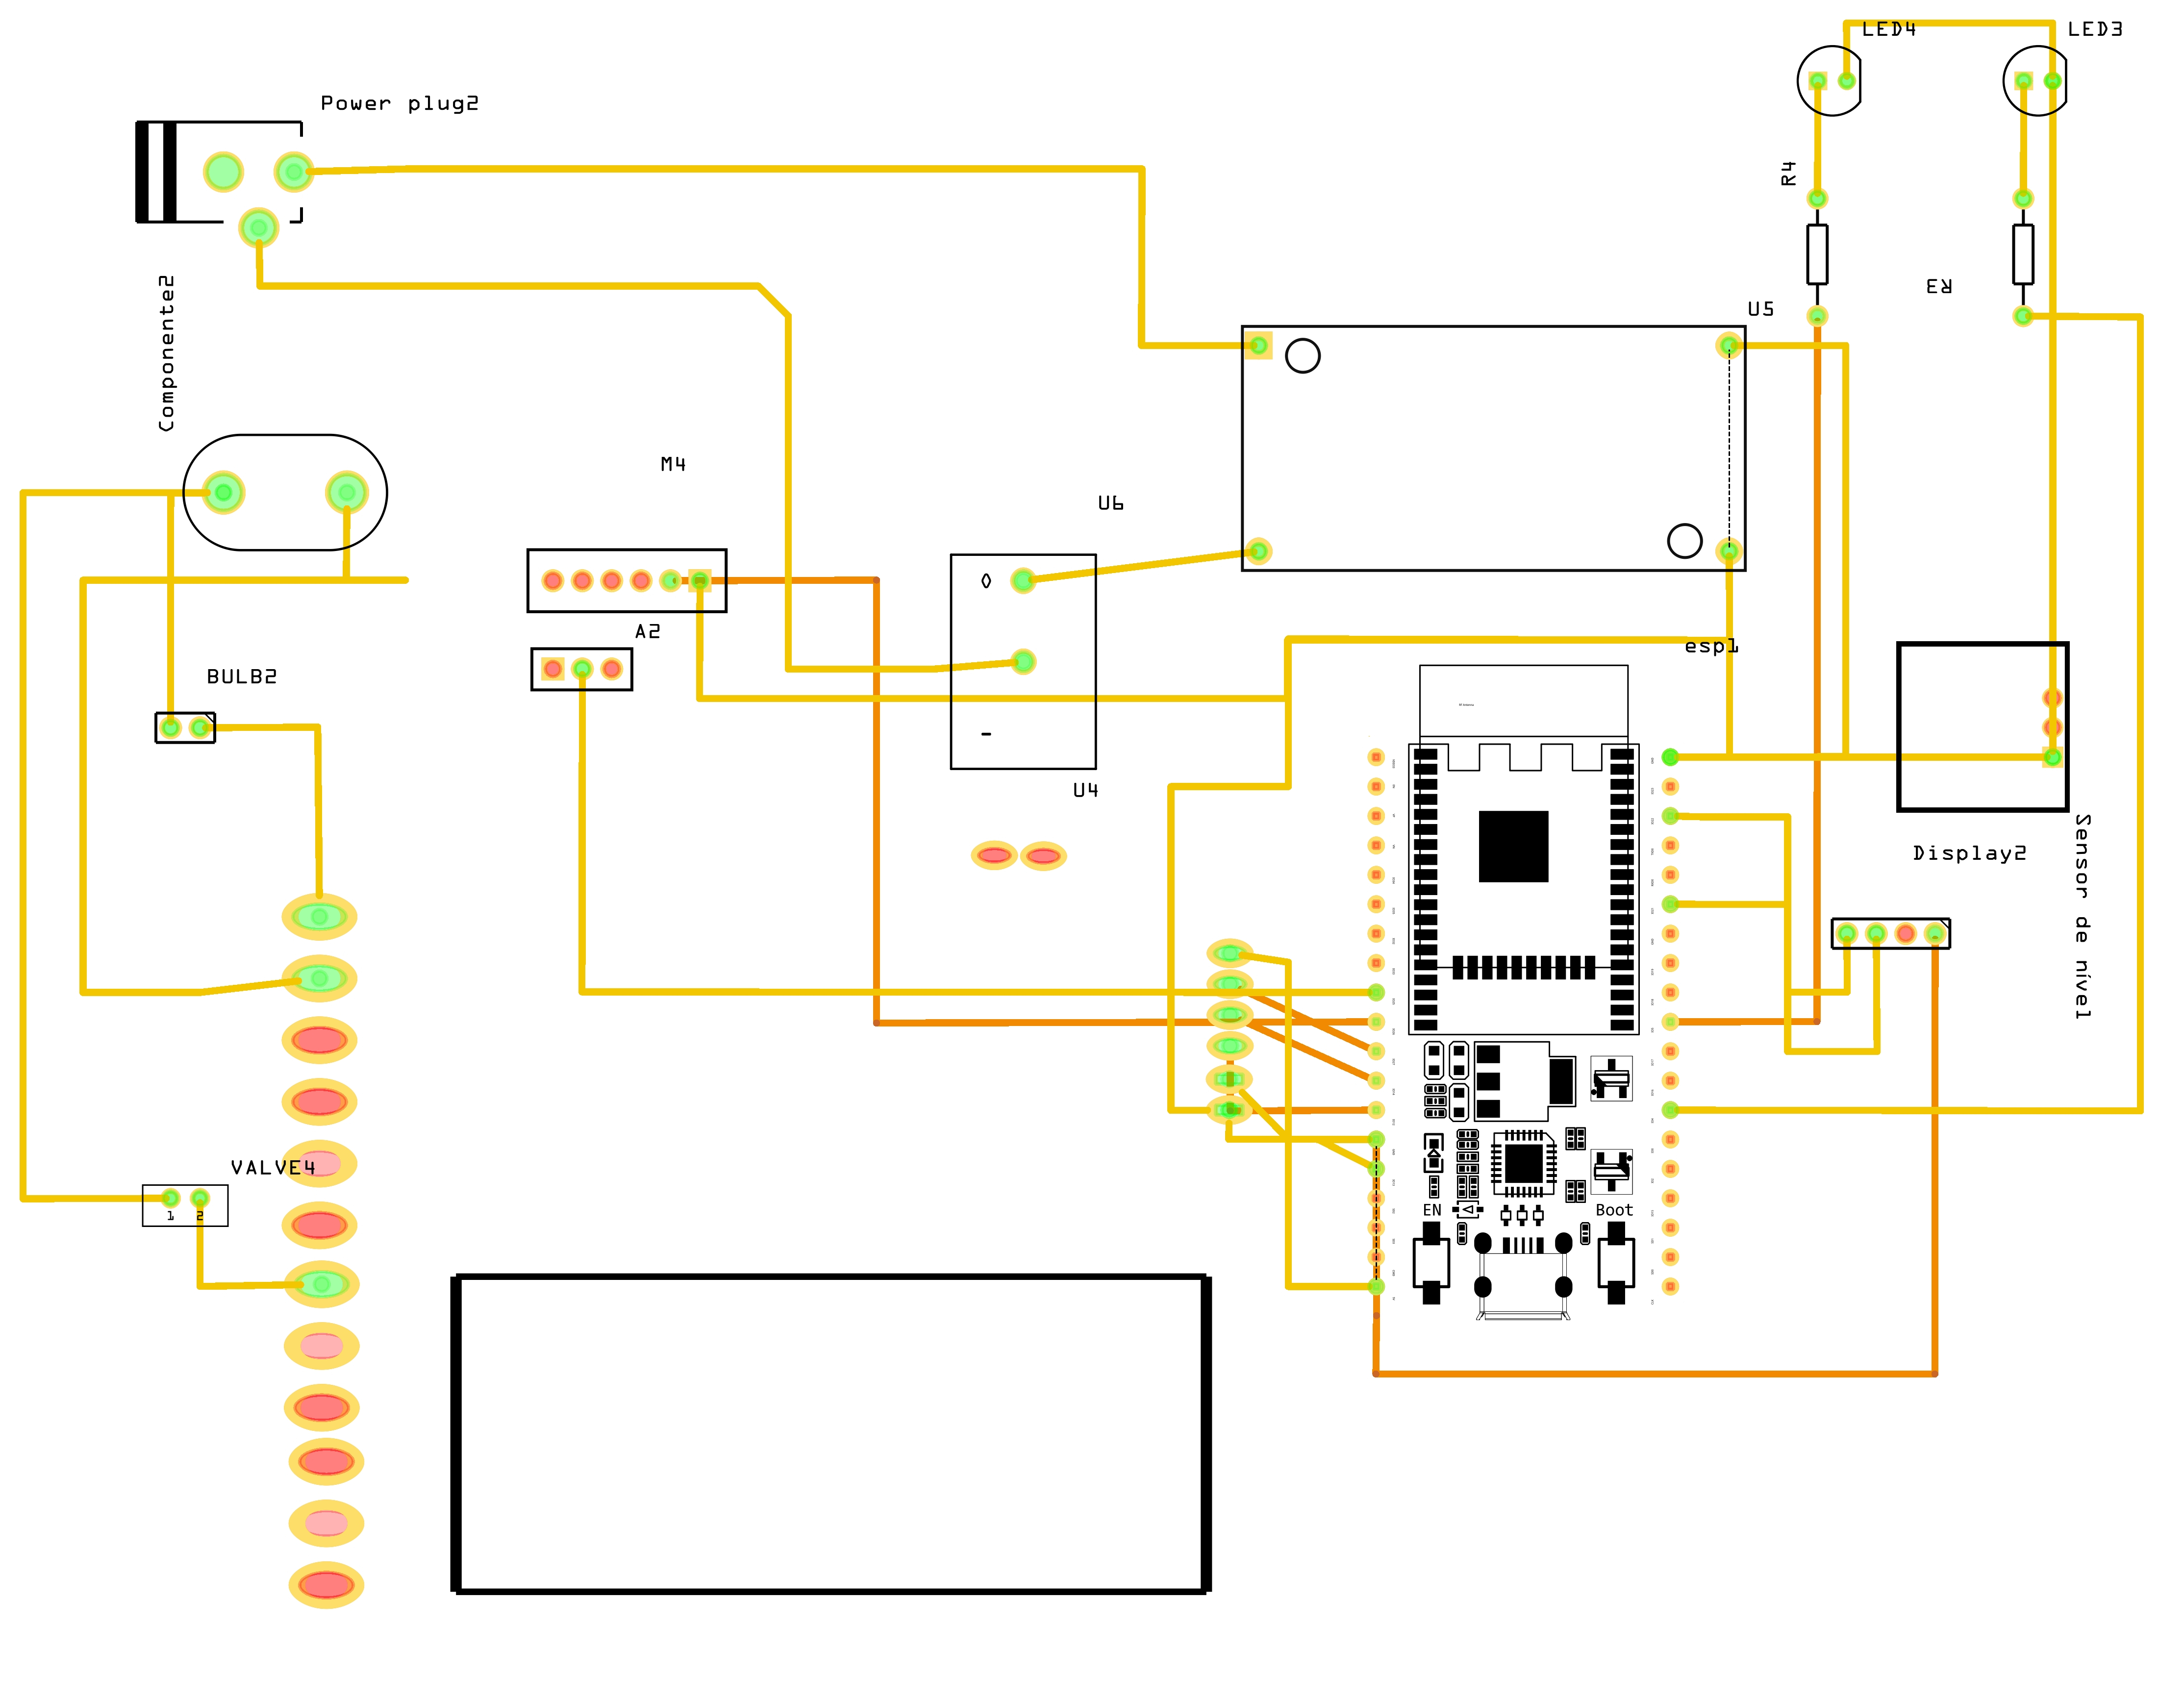 LED4
LED3
Power plug2
R4
R3
Componente2
U5
M4
U6
A2
esp1
BULB2
U4
Display2
Sensor de nível
VALVE4
1 2
EN
Boot